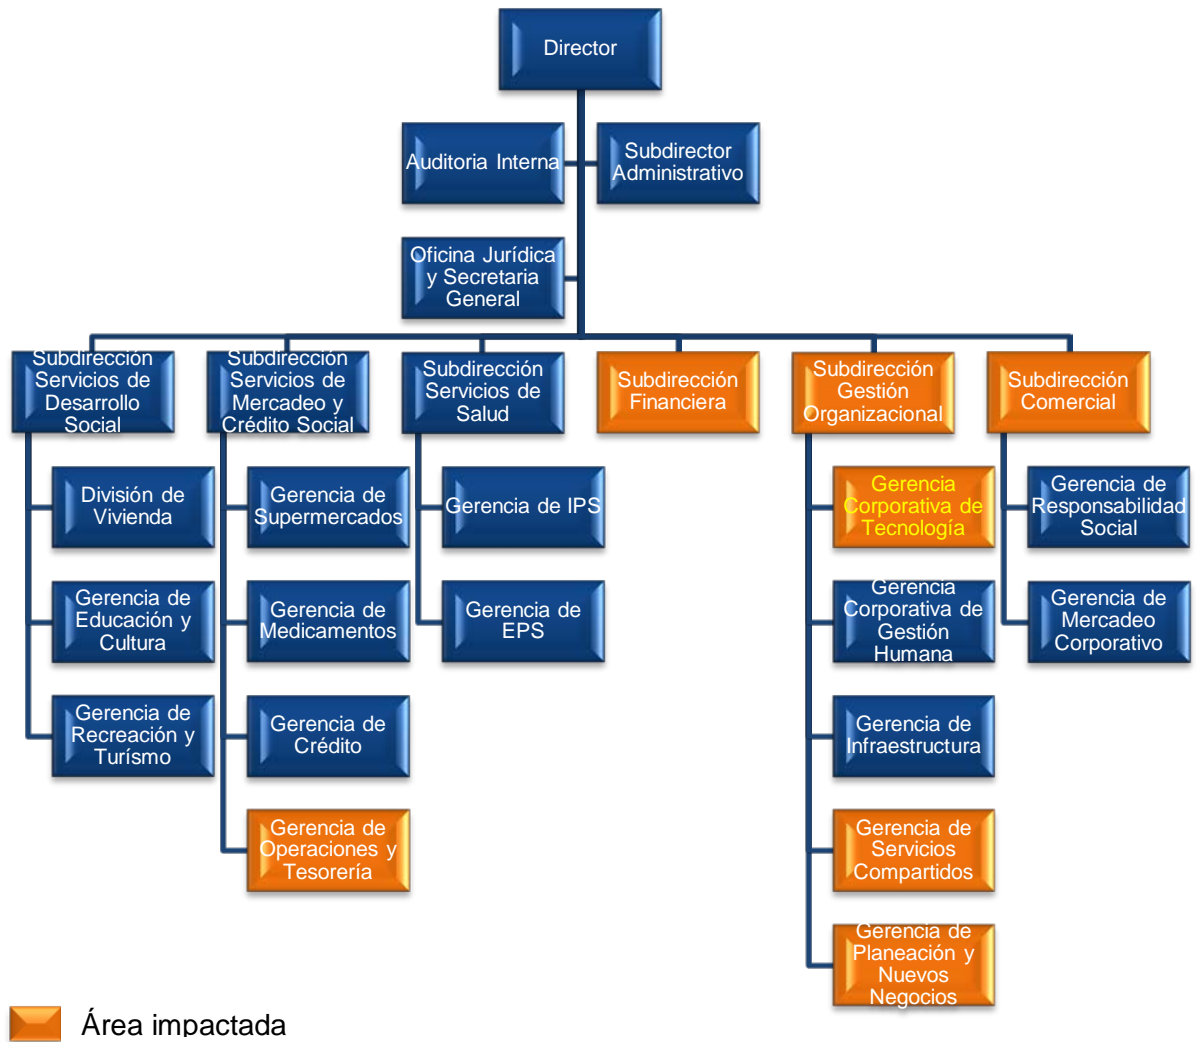 Director
Auditoria Interna
Subdirector
Administrativo
Oficina Jurídica
y Secretaria
General
Subdirección
Servicios de
Desarrollo
Social
Subdirección
Servicios de
Mercadeo y
Crédito Social
Subdirección
Servicios de
Salud
Subdirección
Financiera
Subdirección
Gestión
Organizacional
Subdirección
Comercial
División de
Vivienda
Gerencia de
Educación y
Cultura
Gerencia de
Recreación y
Turísmo
Gerencia de
Supermercados
Gerencia de
Medicamentos
Gerencia de
Crédito
Gerencia de
Operaciones y
Tesorería
Gerencia de IPS
Gerencia de
EPS
Gerencia
Corporativa de
Tecnología
Gerencia
Corporativa de
Gestión
Humana
Gerencia de
Infraestructura
Gerencia de
Servicios
Compartidos
Gerencia de
Planeación y
Nuevos
Negocios
Gerencia de
Responsabilidad
Social
Gerencia de
Mercadeo
Corporativo
Área impactada